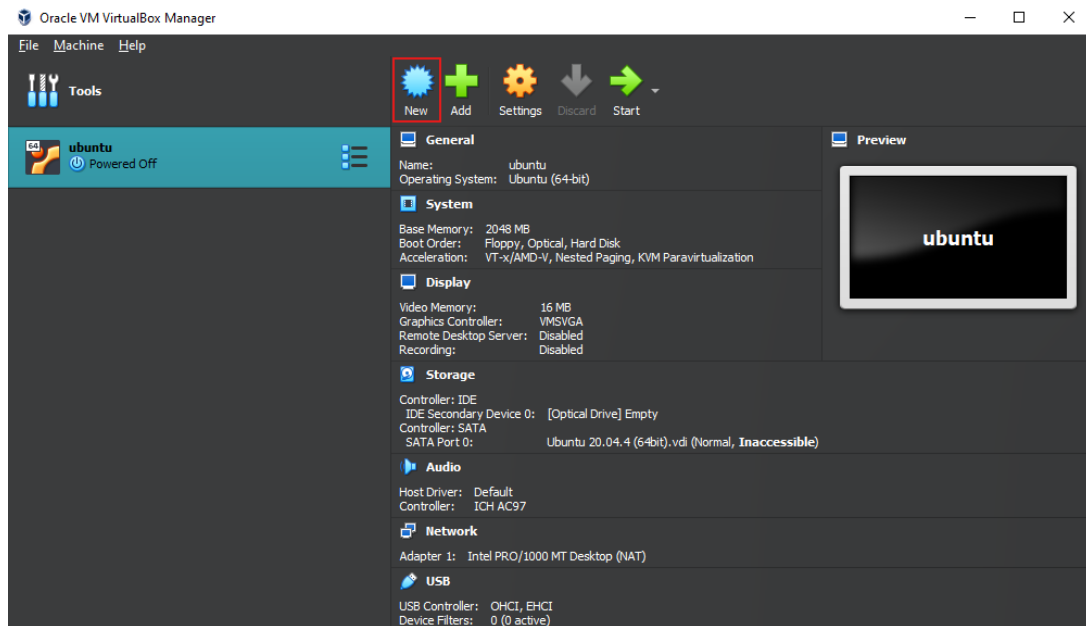 Oracle VM VirtualBox Manager
File Machine Help
Tools
New Add Settings Discard Start
64
ubuntu
Powered Off
General
Name: ubuntu
Operating System: Ubuntu (64-bit)
System
Base Memory: 2048 MB
Boot Order: Floppy, Optical, Hard Disk
Acceleration: VT-x/AMD-V, Nested Paging, KVM Paravirtualization
Display
Video Memory: 16 MB
Graphics Controller: VMSVGA
Remote Desktop Server: Disabled
Recording: Disabled
Preview
ubuntu
Storage
Controller: IDE
IDE Secondary Device 0: [Optical Drive] Empty
Controller: SATA
SATA Port 0: Ubuntu 20.04.4 (64bit).vdi (Normal, Inaccessible)
Audio
Host Driver: Default
Controller: ICH AC97
Network
Adapter 1: Intel PRO/1000 MT Desktop (NAT)
USB
USB Controller: OHCI, EHCI
Device Filters: 0 (0 active)